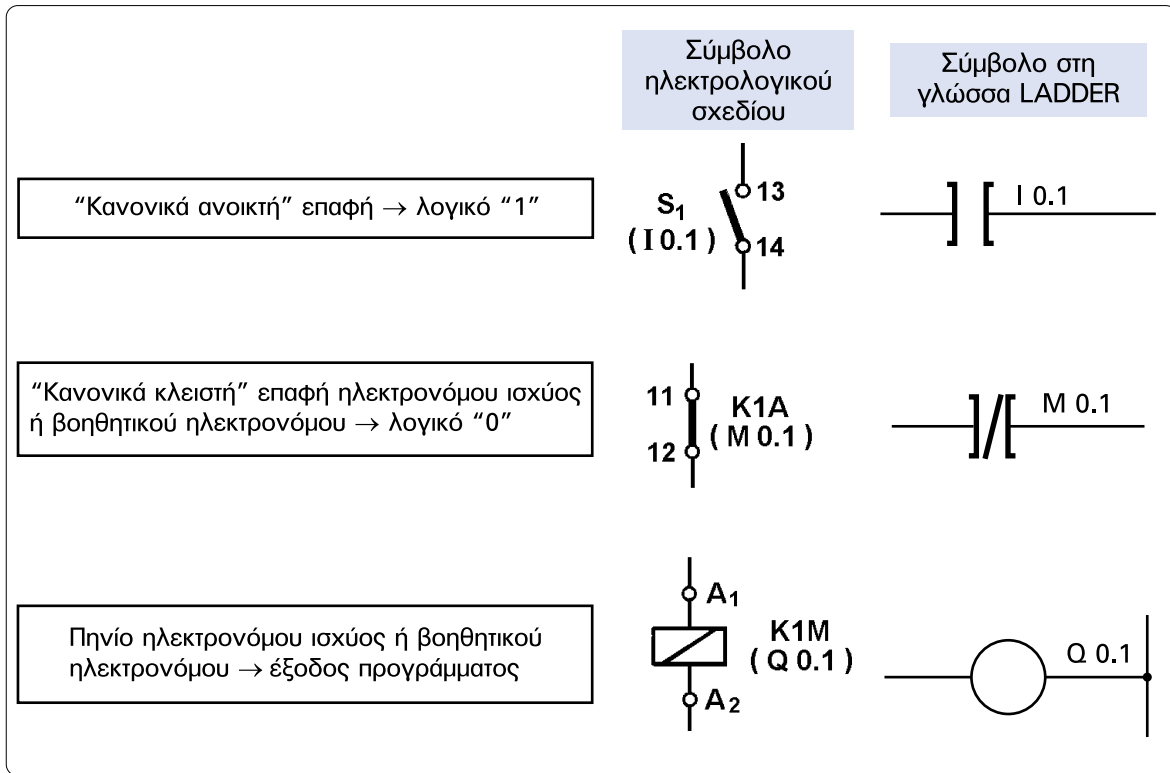 Σύμβολο
ηλεκτρολογικού
σχεδίου
Σύμβολο στη
γλώσσα LADDER
“Κανονικά ανοικτή” επαφή → λογικό “1”
S1
( I 0.1 )
13
14
I 0.1
“Κανονικά κλειστή” επαφή ηλεκτρονόμου ισχύος
ή βοηθητικού ηλεκτρονόμου → λογικό “0”
11
12
K1A
( M 0.1 )
M 0.1
Πηνίο ηλεκτρονόμου ισχύος ή βοηθητικού
ηλεκτρονόμου → έξοδος προγράμματος
A1
A2
K1M
( Q 0.1 )
Q 0.1